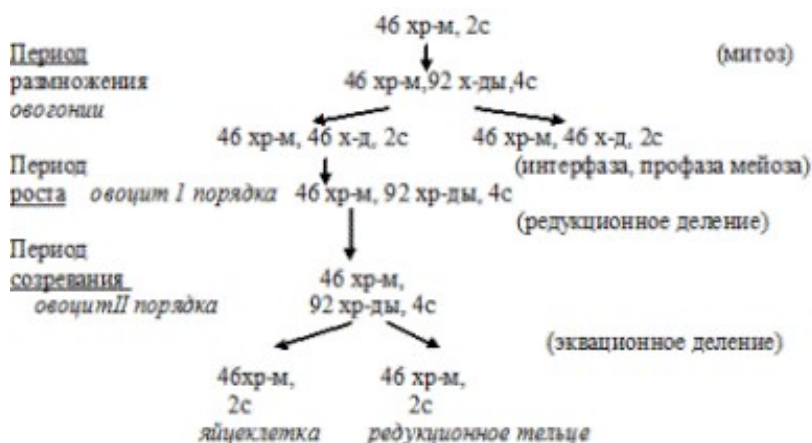 46 хр-м, 2с
Период (митоз)
размножения 46 хр-м,92 х-ды,4с
овогонии
46 хр-м, 46 х-д, 2с 46 хр-м, 46 х-д, 2с
Период (интерфаза, профаза мейоза)
роста овоцит I порядка 46 хр-м, 92 хр-ды, 4с
(редукционное деление)
Период
созревания 46 хр-м,
овоцитII порядка 92 хр-ды, 4с
(эквационное деление)
46хр-м, 46 хр-м,
2с 2с
яйцеклетка редукционное тельце